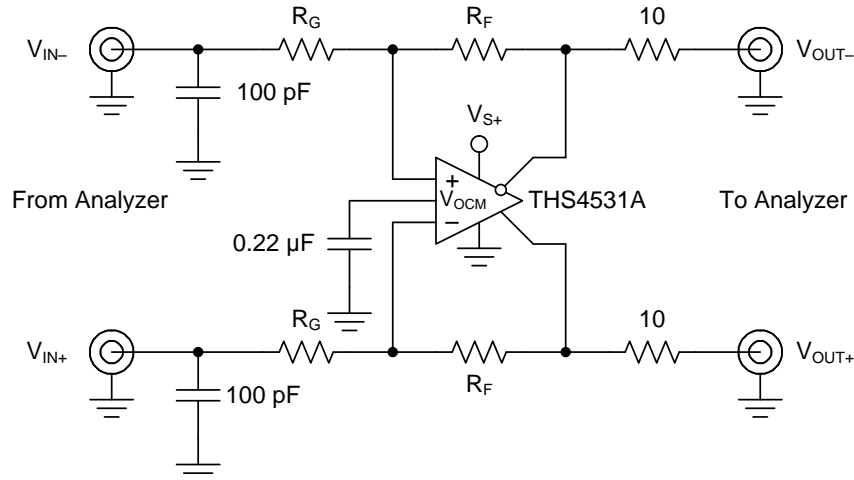 V_IN– R_G R_F 10 V_OUT–
100 pF
V_S+
From Analyzer + V_OCM – THS4531A To Analyzer
0.22 µF
R_G 10
V_IN+ V_OUT+
R_F
100 pF